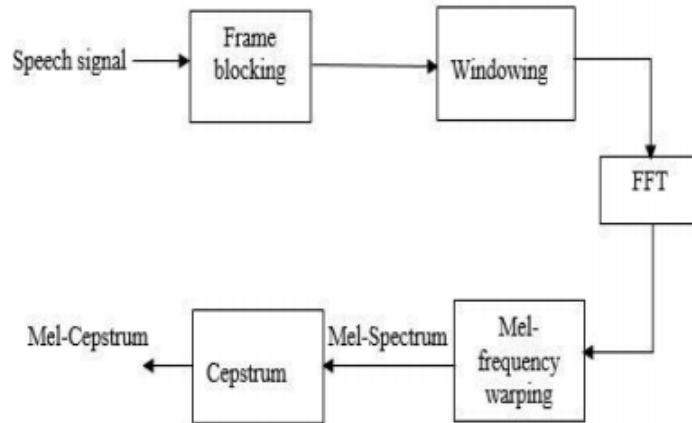 Speech signal
Frame
blocking
Windowing
FFT
Mel-
frequency
warping
Mel-Spectrum
Cepstrum
Mel-Cepstrum